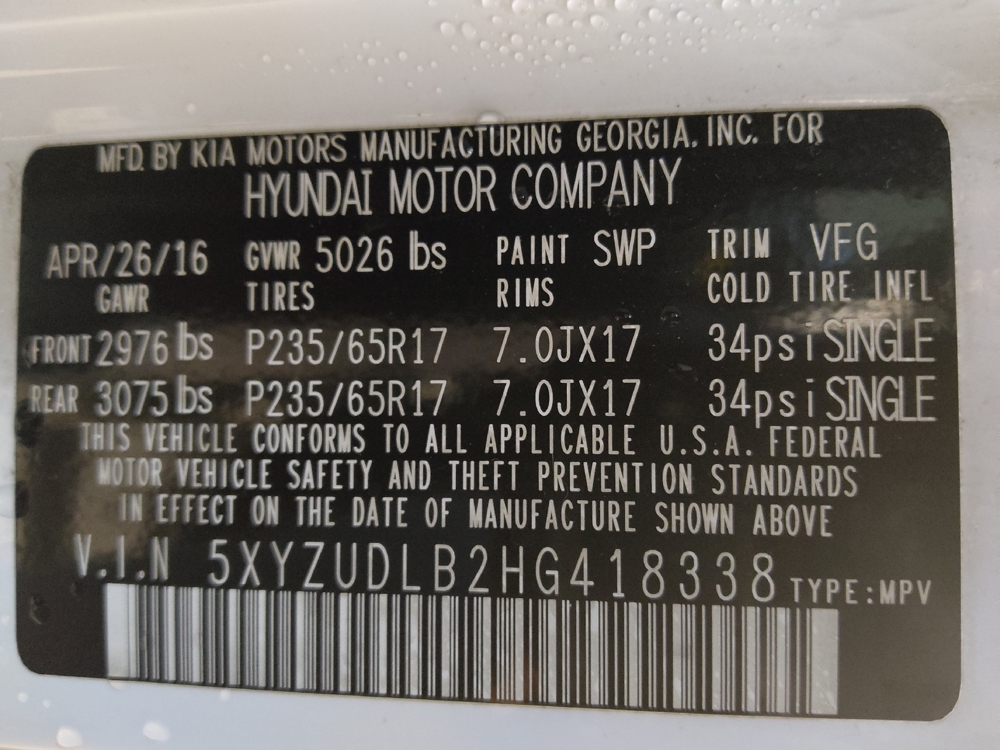 MFD. BY KIA MOTORS MANUFACTURING GEORGIA, INC. FOR
HYUNDAI MOTOR COMPANY
APR/26/16 GVWR 5026 lbs PAINT SWP TRIM VFG
GAWR TIRES RIMS COLD TIRE INFL
FRONT 2976 lbs P235/65R17 7.0JX17 34psi SINGLE
REAR 3075 lbs P235/65R17 7.0JX17 34psi SINGLE
THIS VEHICLE CONFORMS TO ALL APPLICABLE U.S.A. FEDERAL
MOTOR VEHICLE SAFETY AND THEFT PREVENTION STANDARDS
IN EFFECT ON THE DATE OF MANUFACTURE SHOWN ABOVE
V.I.N 5XYZUDLB2HG418338 TYPE:MPV